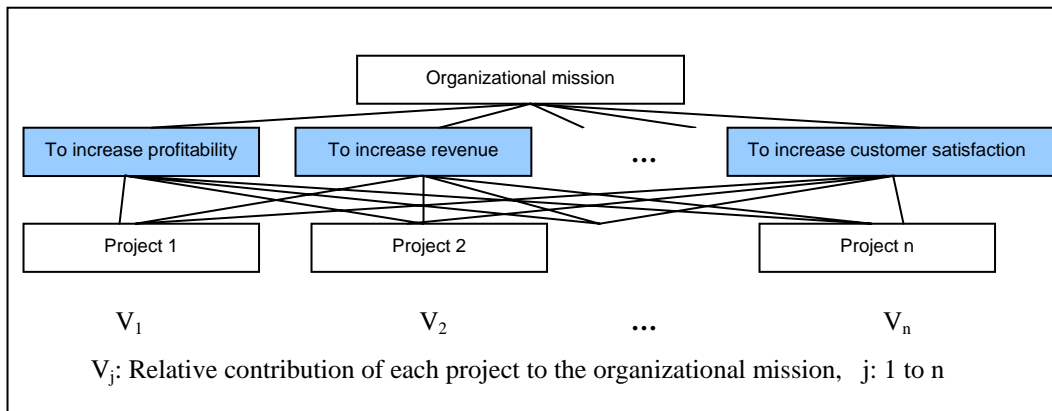 Organizational mission
To increase profitability To increase revenue ... To increase customer satisfaction
Project 1 Project 2 Project n
V₁ V₂ ... Vₙ
Vⱼ: Relative contribution of each project to the organizational mission, j: 1 to n